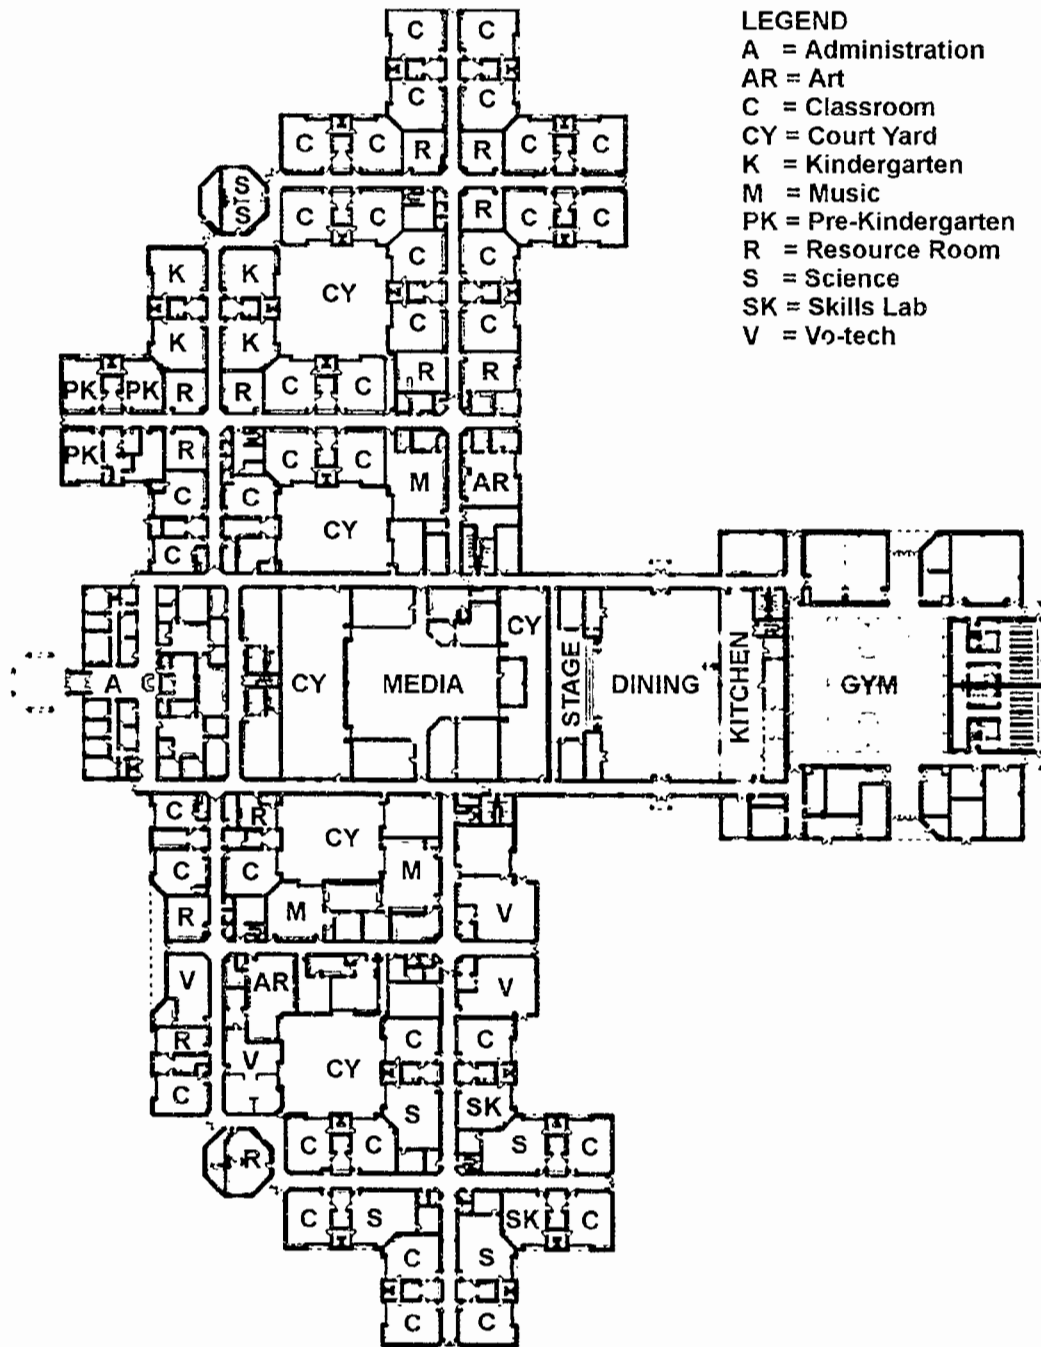 LEGEND
A = Administration
AR = Art
C = Classroom
CY = Court Yard
K = Kindergarten
M = Music
PK = Pre-Kindergarten
R = Resource Room
S = Science
SK = Skills Lab
V = Vo-tech
C C
C C
C C R R C C
S
S
C C R C C
C C
K K CY
C C
K K
PK PK R R C C R R
PK R C C M AR
C C
CY
C
A C CY MEDIA CY STAGE DINING KITCHEN GYM
C R CY
C C M
R M V
V AR V
R V CY C C
C S SK
R C C S C
C S SK C
C S
C C